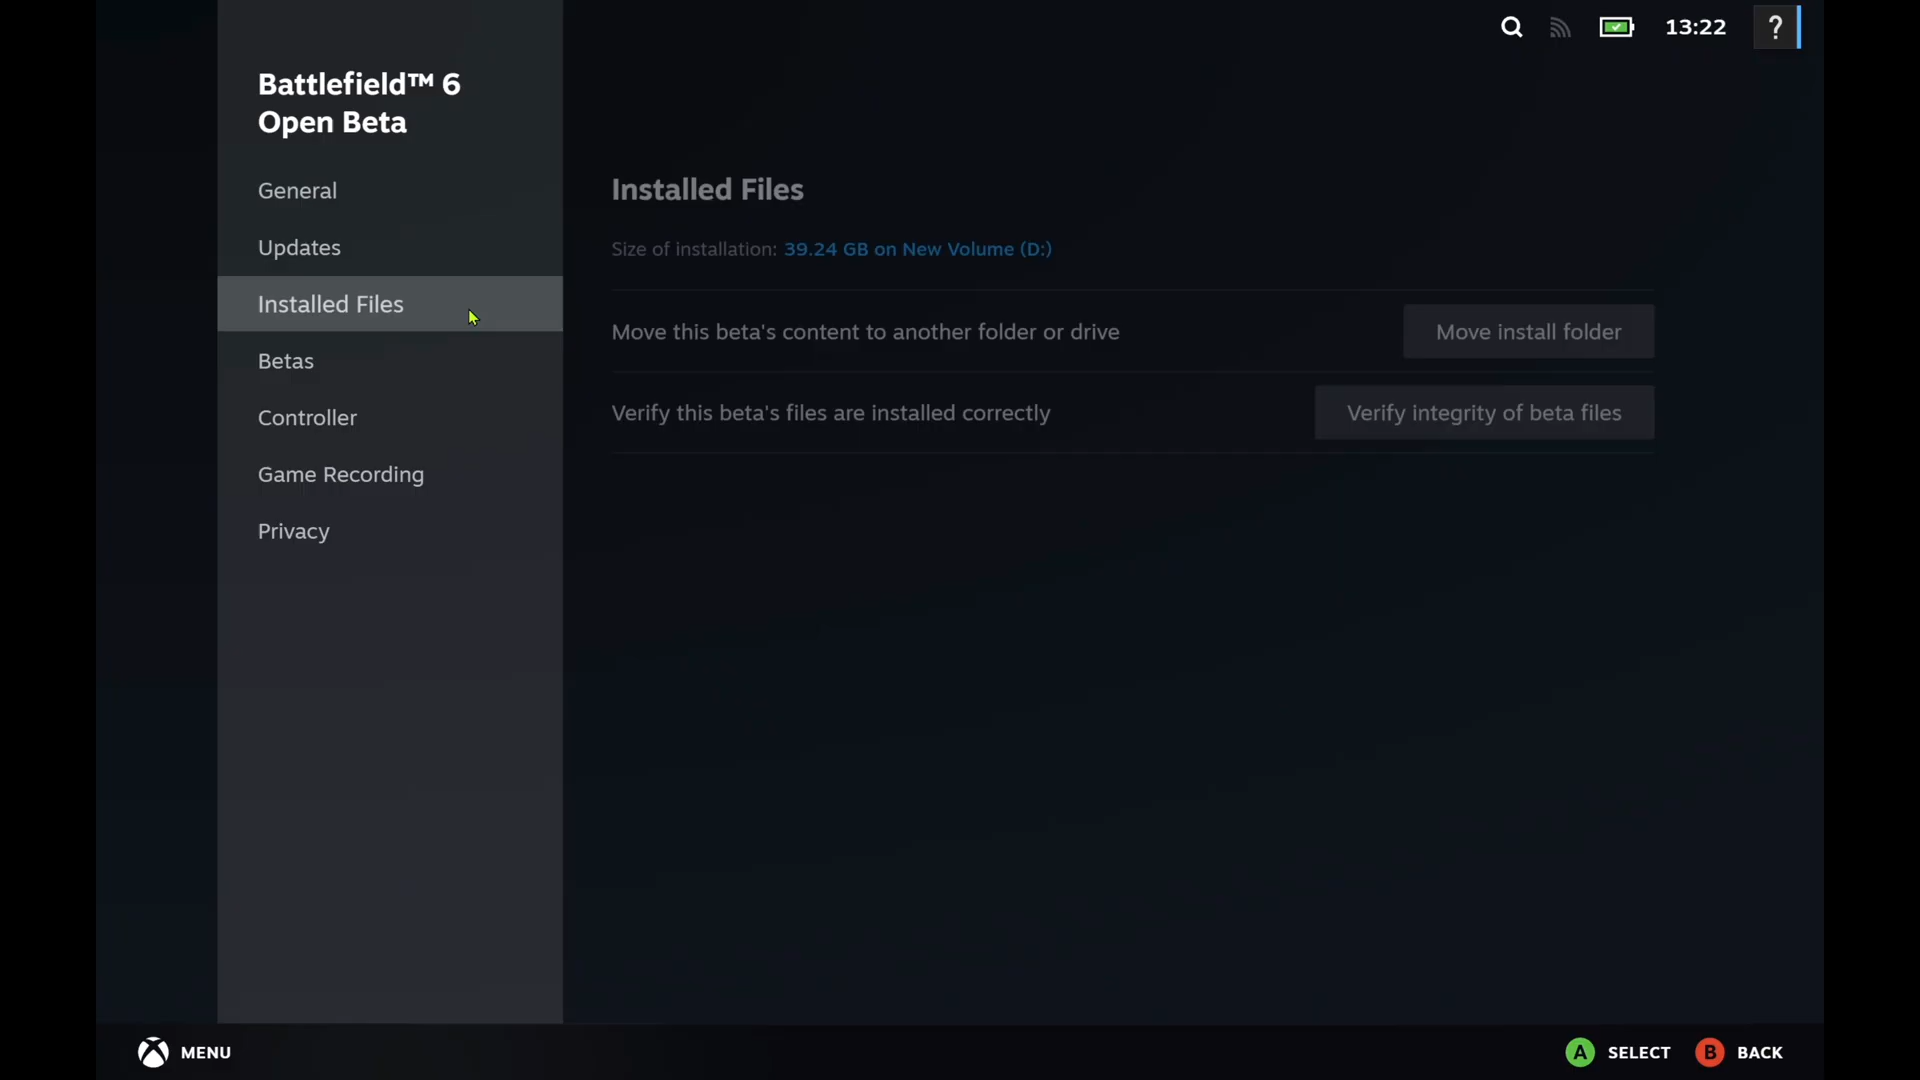 13:22
?
Battlefield™ 6
Open Beta
General
Updates
Installed Files
Betas
Controller
Game Recording
Privacy
Installed Files
Size of installation: 39.24 GB on New Volume (D:)
Move this beta's content to another folder or drive
Move install folder
Verify this beta's files are installed correctly
Verify integrity of beta files
MENU
A SELECT
B BACK